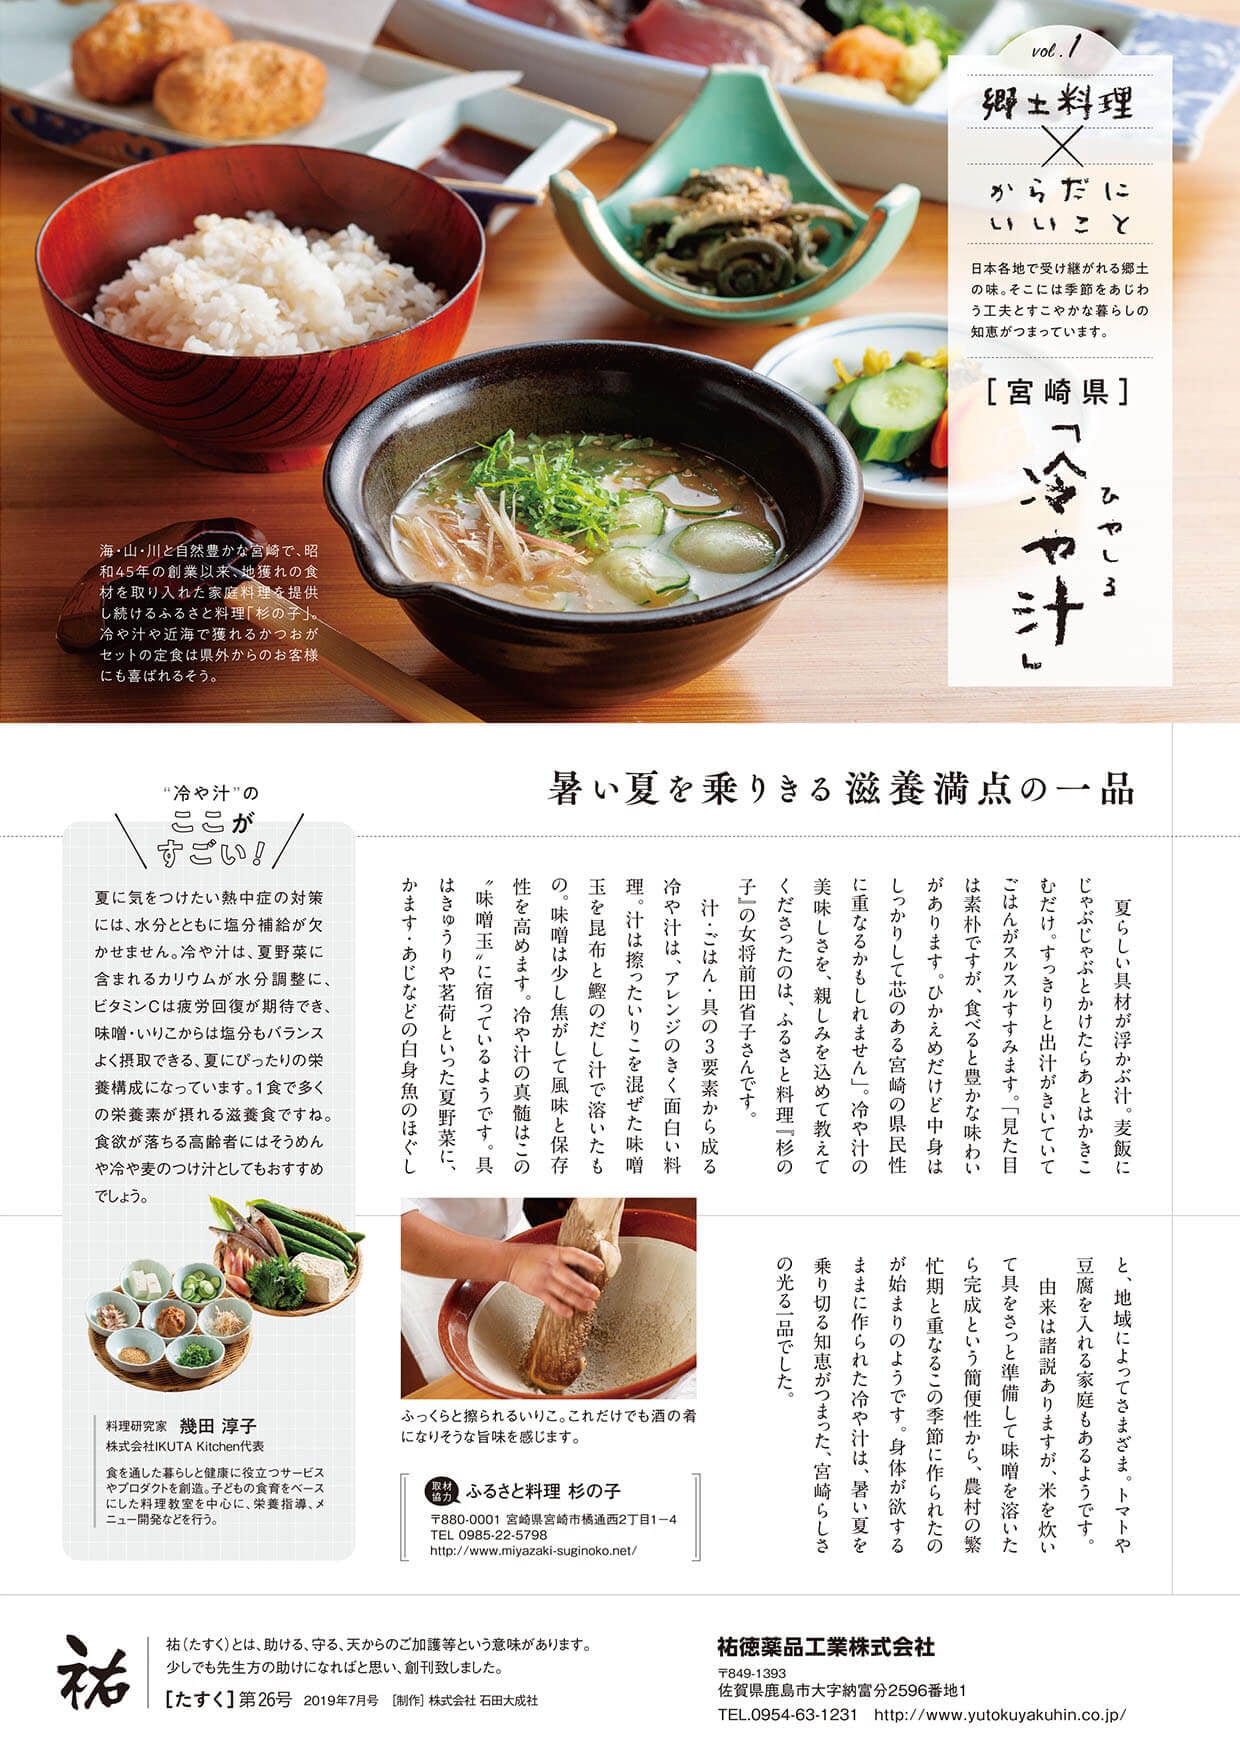 vol.1
郷土料理
×
からだに
いいこと
日本各地で受け継がれる郷土
の味。そこには季節をあじわ
う工夫とすこやかな暮らしの
知恵がつまっています。
[宮崎県]
「冷や汁」
ひやしる
海・山・川と自然豊かな宮崎で、昭
和45年の創業以来、地獲れの食
材を取り入れた家庭料理を提供
し続けるふるさと料理「杉の子」。
冷や汁や近海で獲れるかつおが
セットの定食は県外からのお客様
にも喜ばれるそう。
暑い夏を乗りきる滋養満点の一品
夏らしい具材が浮かぶ汁。麦飯に
じゃぶじゃぶとかけたらあとはかきこ
むだけ。すっきりと出汁がきいていて
ごはんがスルスルすすみます。「見た目
は素朴ですが、食べると豊かな味わい
があります。ひかえめだけど中身は
しっかりして芯のある宮崎の県民性
に重なるかもしれません」。冷や汁の
美味しさを、親しみを込めて教えて
くださったのは、ふるさと料理『杉の
子』の女将前田省子さんです。
汁・ごはん・具の3要素から成る
冷や汁は、アレンジのきく面白い料
理。汁は擦ったいりこを混ぜた味噌
玉を昆布と鰹のだし汁で溶いたも
の。味噌は少し焦がして風味と保存
性を高めます。冷や汁の真髄はこの
〝味噌玉〟に宿っているようです。具
はきゅうりや茗荷といった夏野菜に、
かます・あじなどの白身魚のほぐし
と、地域によってさまざま。トマトや
豆腐を入れる家庭もあるようです。
由来は諸説ありますが、米を炊い
て具をさっと準備して味噌を溶いた
ら完成という簡便性から、農村の繁
忙期と重なるこの季節に作られたの
が始まりのようです。身体が欲する
ままに作られた冷や汁は、暑い夏を
乗り切る知恵がつまった、宮崎らしさ
の光る一品でした。
“冷や汁”の
ここが
すごい!
夏に気をつけたい熱中症の対策
には、水分とともに塩分補給が欠
かせません。冷や汁は、夏野菜に
含まれるカリウムが水分調整に、
ビタミンCは疲労回復が期待でき、
味噌・いりこからは塩分もバランス
よく摂取できる、夏にぴったりの栄
養構成になっています。1食で多く
の栄養素が摂れる滋養食ですね。
食欲が落ちる高齢者にはそうめん
や冷や麦のつけ汁としてもおすすめ
でしょう。
料理研究家 幾田 淳子
株式会社IKUTA Kitchen代表
食を通した暮らしと健康に役立つサービス
やプロダクトを創造。子どもの食育をベース
にした料理教室を中心に、栄養指導、メ
ニュー開発などを行う。
ふっくらと擦られるいりこ。これだけでも酒の肴
になりそうな旨味を感じます。
取材協力 ふるさと料理 杉の子
〒880-0001 宮崎県宮崎市橘通西2丁目1−4
TEL 0985-22-5798
http://www.miyazaki-suginoko.net/
祐
祐(たすく)とは、助ける、守る、天からのご加護等という意味があります。
少しでも先生方の助けになればと思い、創刊致しました。
[たすく]第26号 2019年7月号 [制作] 株式会社 石田大成社
祐徳薬品工業株式会社
〒849-1393
佐賀県鹿島市大字納富分2596番地1
TEL.0954-63-1231 http://www.yutokuyakuhin.co.jp/